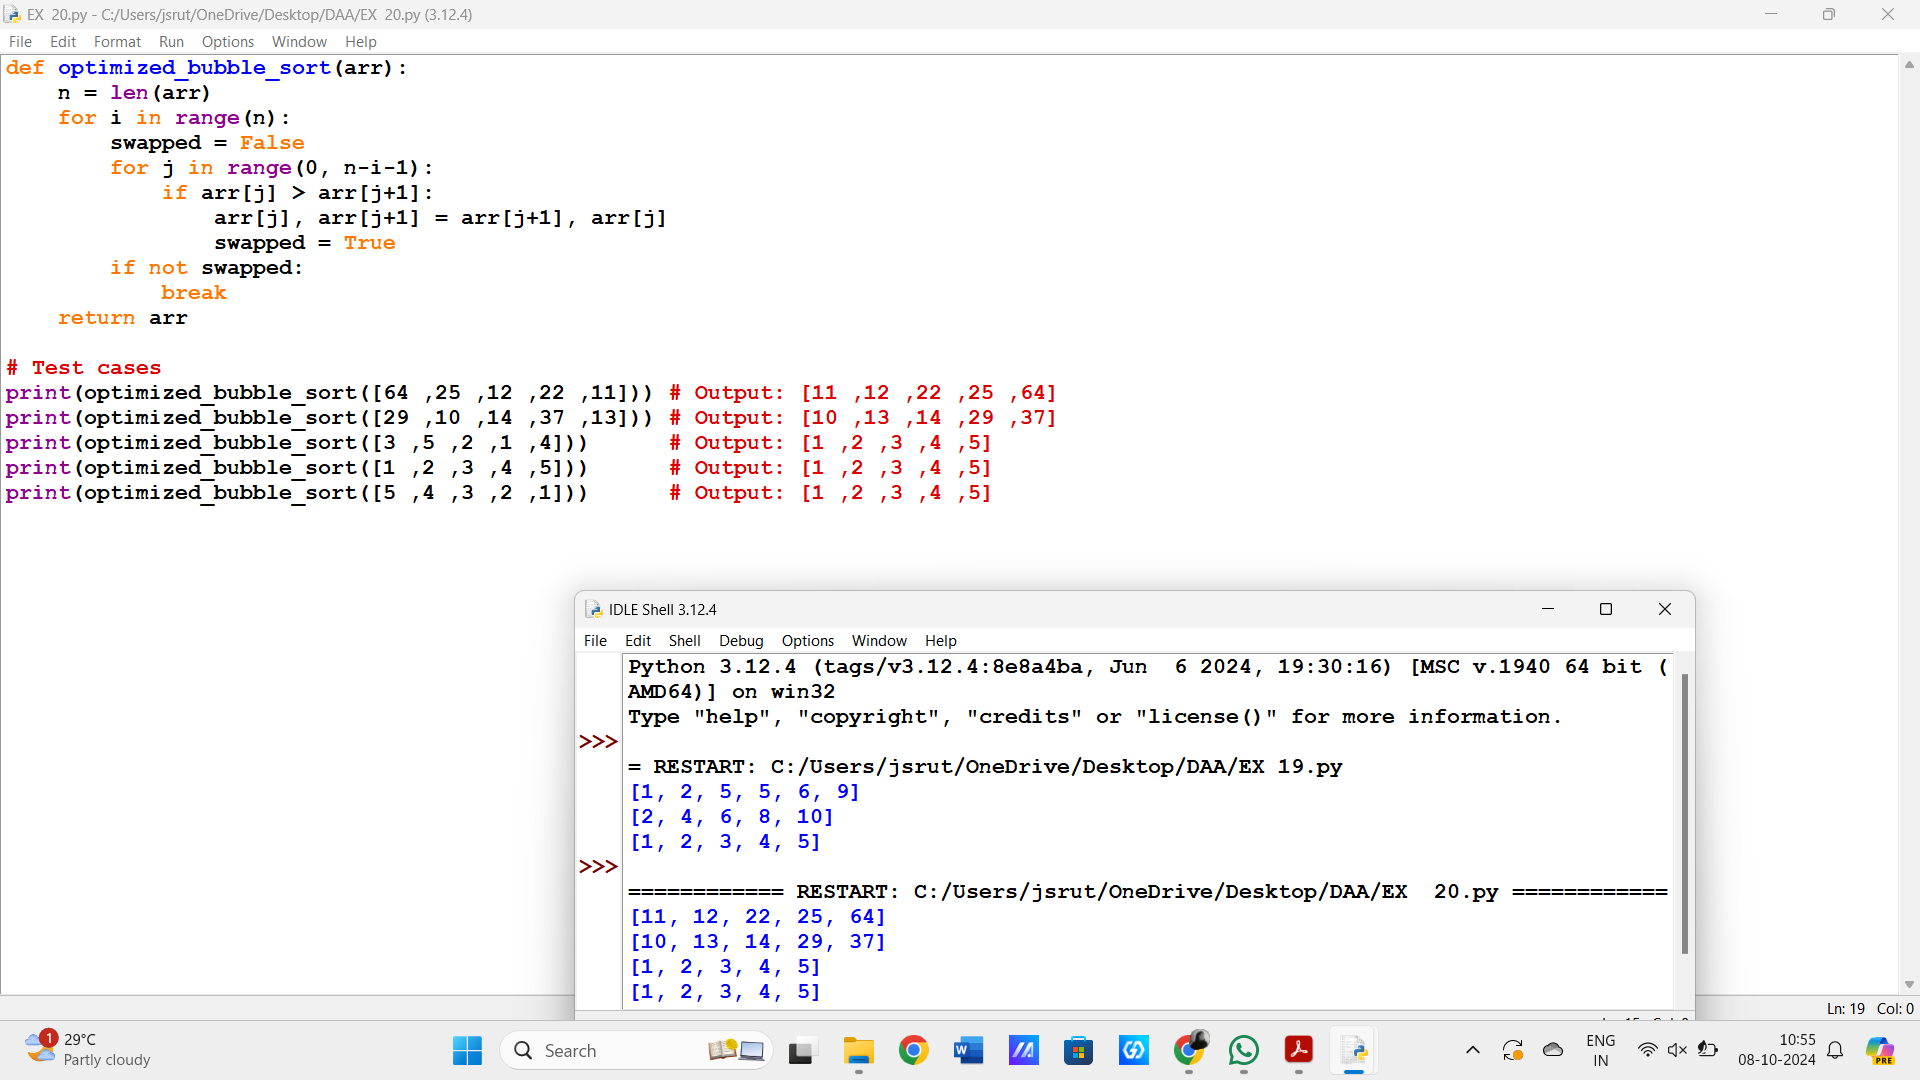 EX  20.py - C:/Users/jsrut/OneDrive/Desktop/DAA/EX  20.py (3.12.4)
File Edit Format Run Options Window Help
def optimized_bubble_sort(arr):
    n = len(arr)
    for i in range(n):
        swapped = False
        for j in range(0, n-i-1):
            if arr[j] > arr[j+1]:
                arr[j], arr[j+1] = arr[j+1], arr[j]
                swapped = True
        if not swapped:
            break
    return arr
# Test cases
print(optimized_bubble_sort([64 ,25 ,12 ,22 ,11])) # Output: [11 ,12 ,22 ,25 ,64]
print(optimized_bubble_sort([29 ,10 ,14 ,37 ,13])) # Output: [10 ,13 ,14 ,29 ,37]
print(optimized_bubble_sort([3 ,5 ,2 ,1 ,4]))      # Output: [1 ,2 ,3 ,4 ,5]
print(optimized_bubble_sort([1 ,2 ,3 ,4 ,5]))      # Output: [1 ,2 ,3 ,4 ,5]
print(optimized_bubble_sort([5 ,4 ,3 ,2 ,1]))      # Output: [1 ,2 ,3 ,4 ,5]
IDLE Shell 3.12.4
File Edit Shell Debug Options Window Help
Python 3.12.4 (tags/v3.12.4:8e8a4ba, Jun  6 2024, 19:30:16) [MSC v.1940 64 bit (
AMD64)] on win32
Type "help", "copyright", "credits" or "license()" for more information.
>>>
= RESTART: C:/Users/jsrut/OneDrive/Desktop/DAA/EX 19.py
[1, 2, 5, 5, 6, 9]
[2, 4, 6, 8, 10]
[1, 2, 3, 4, 5]
>>>
============ RESTART: C:/Users/jsrut/OneDrive/Desktop/DAA/EX  20.py ============
[11, 12, 22, 25, 64]
[10, 13, 14, 29, 37]
[1, 2, 3, 4, 5]
[1, 2, 3, 4, 5]
Ln: 19 Col: 0
1
29°C
Partly cloudy
Search
W
PRE
ENG
IN
10:55
08-10-2024